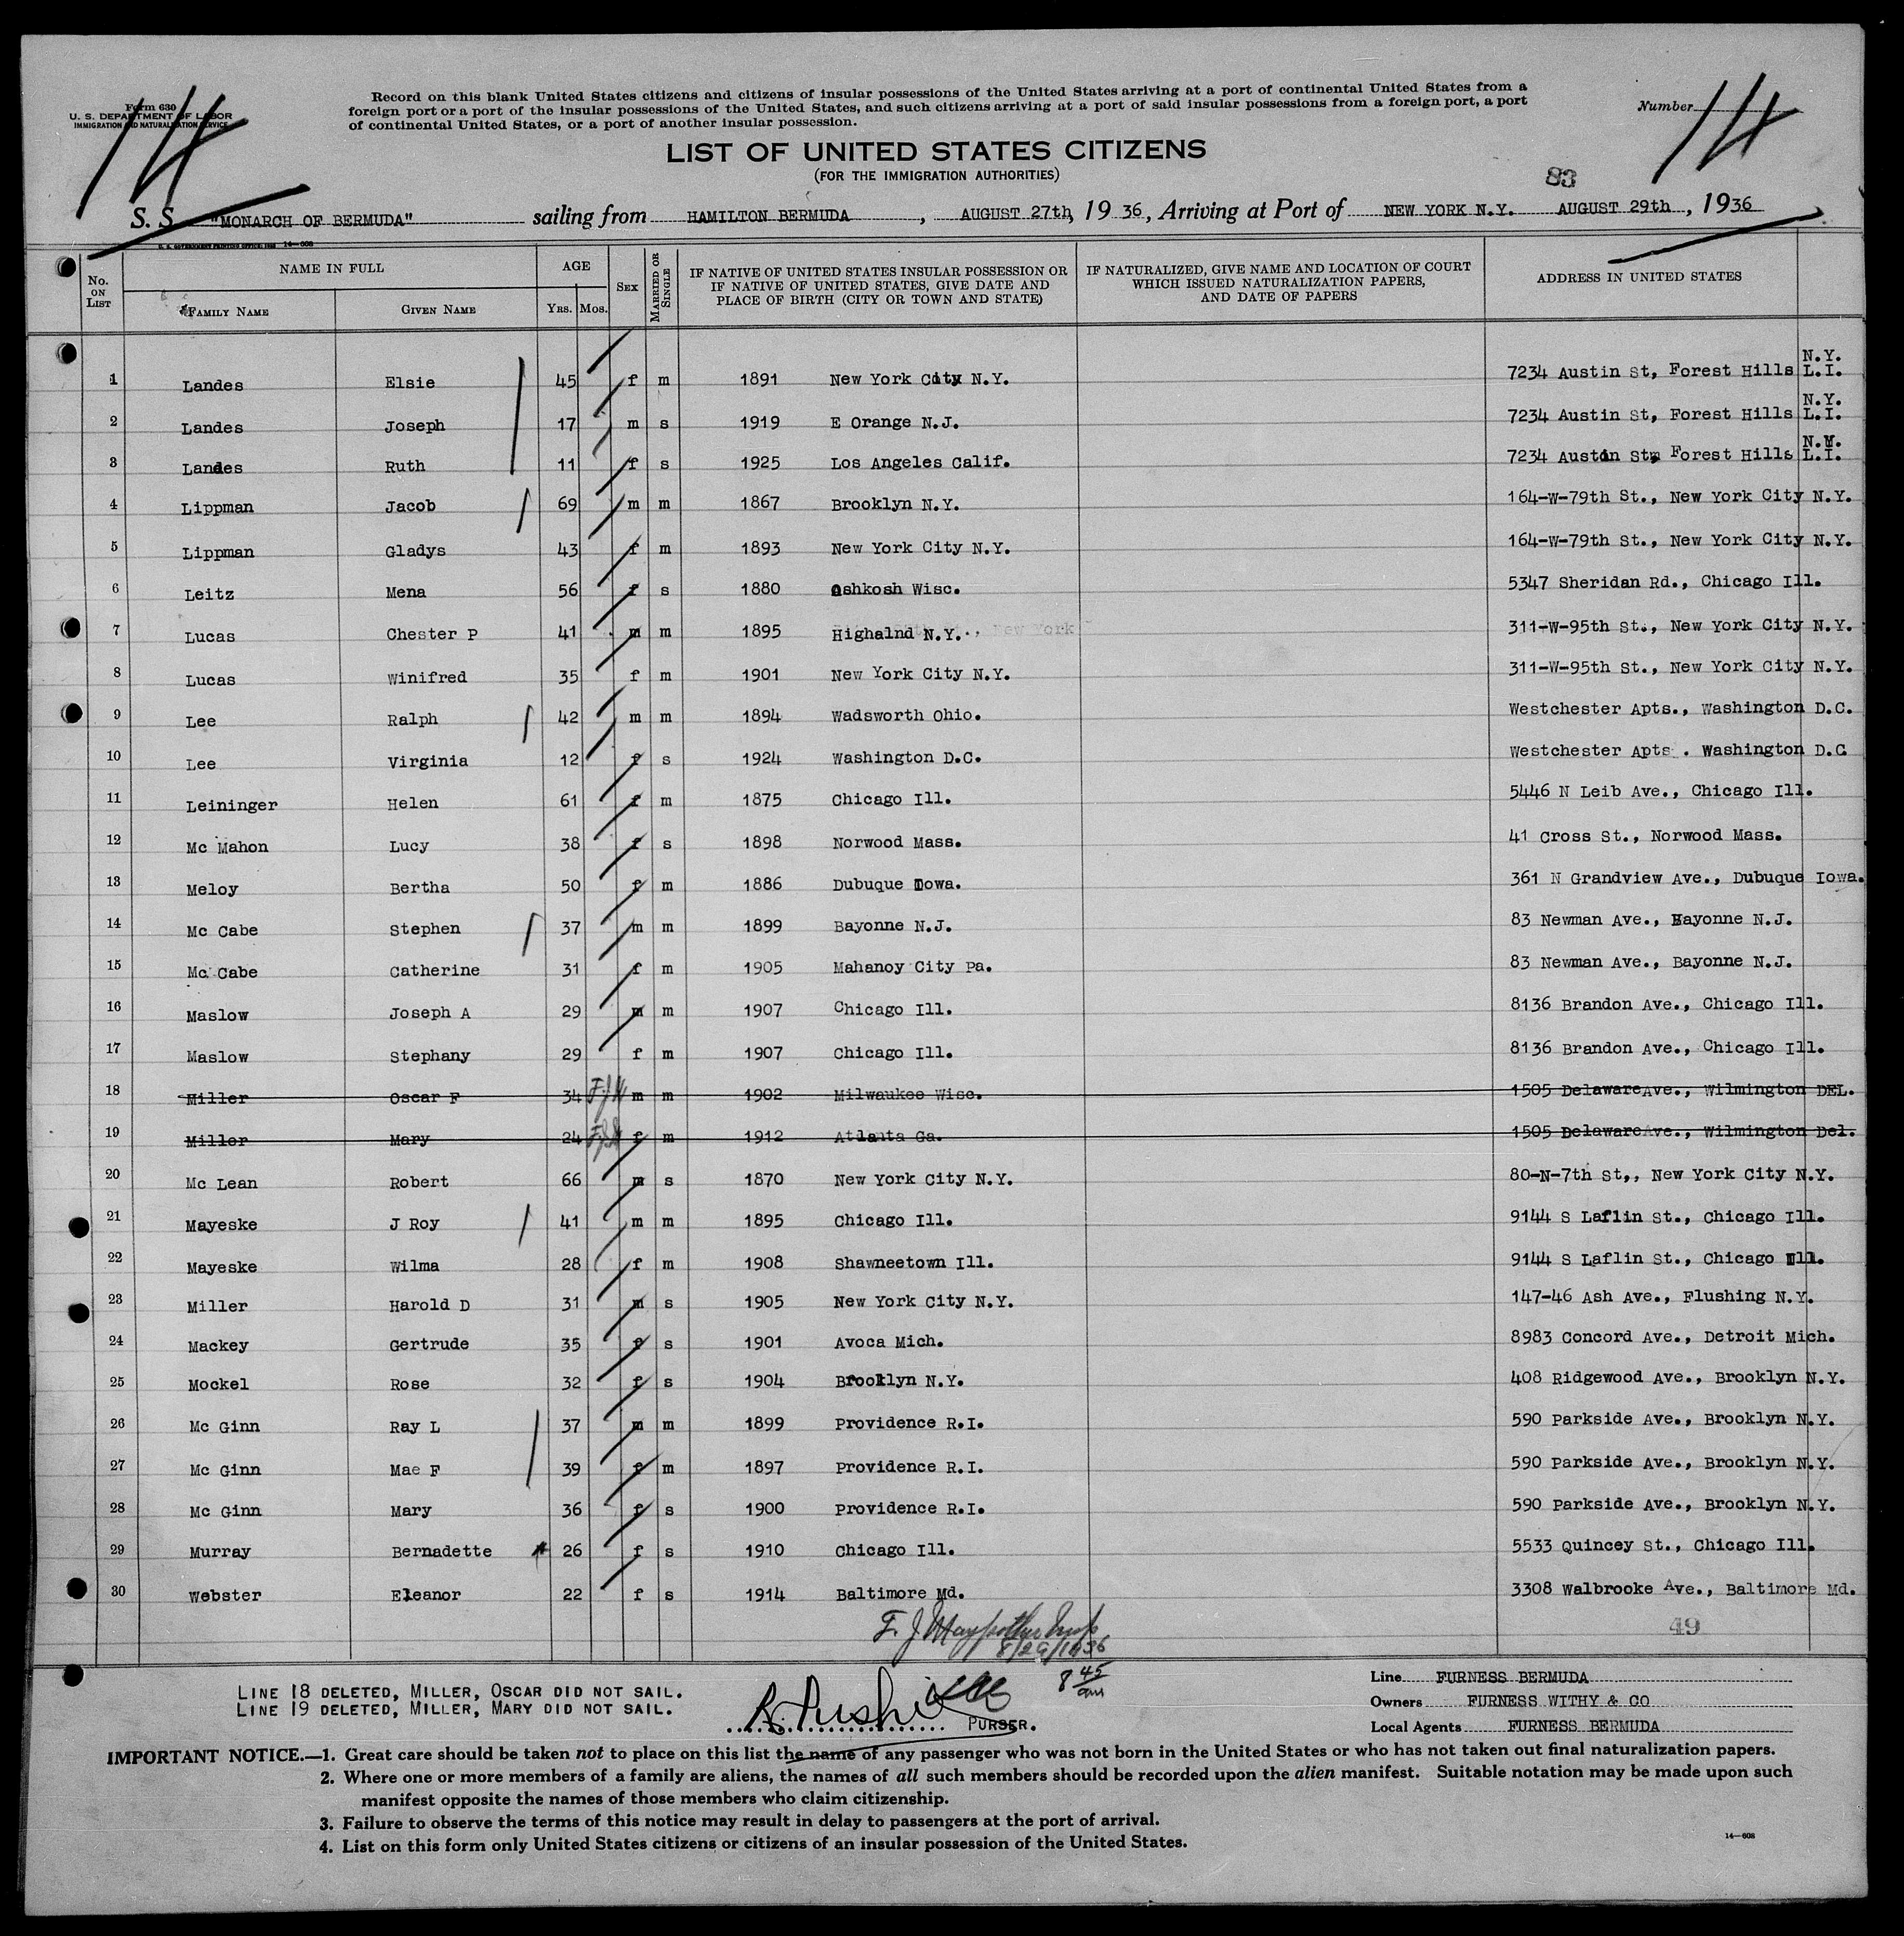 Form 630
U. S. DEPARTMENT OF LABOR
IMMIGRATION AND NATURALIZATION SERVICE
14
Record on this blank United States citizens and citizens of insular possessions of the United States arriving at a port of continental United States from a
foreign port or a port of the insular possessions of the United States, and such citizens arriving at a port of said insular possessions from a foreign port, a port
of continental United States, or a port of another insular possession.
Number 14
LIST OF UNITED STATES CITIZENS
(FOR THE IMMIGRATION AUTHORITIES)
83
S. S. "MONARCH OF BERMUDA" sailing from HAMILTON BERMUDA, AUGUST 27th, 1936, Arriving at Port of NEW YORK N.Y. AUGUST 29th, 1936
U. S. GOVERNMENT PRINTING OFFICE 14—608
No. ON LIST NAME IN FULL FAMILY NAME GIVEN NAME AGE YRS. MOS. SEX MARRIED OR SINGLE IF NATIVE OF UNITED STATES INSULAR POSSESSION OR IF NATIVE OF UNITED STATES, GIVE DATE AND PLACE OF BIRTH (CITY OR TOWN AND STATE) IF NATURALIZED, GIVE NAME AND LOCATION OF COURT WHICH ISSUED NATURALIZATION PAPERS, AND DATE OF PAPERS ADDRESS IN UNITED STATES
1 Landes Elsie 45 f m 1891 New York City N.Y. 7234 Austin St, Forest Hills L.I. N.Y.
2 Landes Joseph 17 m s 1919 E Orange N.J. 7234 Austin St, Forest Hills L.I. N.Y.
3 Landes Ruth 11 f s 1925 Los Angeles Calif. 7234 Austin St, Forest Hills L.I. N.Y.
4 Lippman Jacob 69 m m 1867 Brooklyn N.Y. 164-W-79th St., New York City N.Y.
5 Lippman Gladys 43 f m 1893 New York City N.Y. 164-W-79th St., New York City N.Y.
6 Leitz Mena 56 f s 1880 Oshkosh Wisc. 5347 Sheridan Rd., Chicago Ill.
7 Lucas Chester P 41 m m 1895 Highalnd N.Y. 311-W-95th St., New York City N.Y.
8 Lucas Winifred 35 f m 1901 New York City N.Y. 311-W-95th St., New York City N.Y.
9 Lee Ralph 42 m m 1894 Wadsworth Ohio. Westchester Apts., Washington D.C.
10 Lee Virginia 12 f s 1924 Washington D.C. Westchester Apts. Washington D.C
11 Leininger Helen 61 f m 1875 Chicago Ill. 5446 N Leib Ave., Chicago Ill.
12 Mc Mahon Lucy 38 f s 1898 Norwood Mass. 41 Cross St., Norwood Mass.
13 Meloy Bertha 50 f m 1886 Dubuque Iowa. 361 N Grandview Ave., Dubuque Iowa.
14 Mc Cabe Stephen 37 m m 1899 Bayonne N.J. 83 Newman Ave., Bayonne N.J.
15 Mc Cabe Catherine 31 f m 1905 Mahanoy City Pa. 83 Newman Ave., Bayonne N.J.
16 Maslow Joseph A 29 m m 1907 Chicago Ill. 8136 Brandon Ave., Chicago Ill.
17 Maslow Stephany 29 f m 1907 Chicago Ill. 8136 Brandon Ave., Chicago Ill.
18 Miller Oscar F 34 m m 1902 Milwaukee Wisc. 1505 Delaware Ave., Wilmington DEL.
19 Miller Mary 24 f m 1912 Atlanta Ga. 1505 Delaware Ave., Wilmington Del.
20 Mc Lean Robert 66 m s 1870 New York City N.Y. 80-N-7th St,, New York City N.Y.
21 Mayeske J Roy 41 m m 1895 Chicago Ill. 9144 S Laflin St., Chicago Ill.
22 Mayeske Wilma 28 f m 1908 Shawneetown Ill. 9144 S Laflin St., Chicago Ill.
23 Miller Harold D 31 m s 1905 New York City N.Y. 147-46 Ash Ave., Flushing N.Y.
24 Mackey Gertrude 35 f s 1901 Avoca Mich. 8983 Concord Ave., Detroit Mich.
25 Mockel Rose 32 f s 1904 Brooklyn N.Y. 408 Ridgewood Ave., Brooklyn N.Y.
26 Mc Ginn Ray L 37 m m 1899 Providence R.I. 590 Parkside Ave., Brooklyn N.Y.
27 Mc Ginn Mae F 39 f m 1897 Providence R.I. 590 Parkside Ave., Brooklyn N.Y.
28 Mc Ginn Mary 36 f s 1900 Providence R.I. 590 Parkside Ave., Brooklyn N.Y.
29 Murray Bernadette 26 f s 1910 Chicago Ill. 5533 Quincey St., Chicago Ill.
30 Webster Eleanor 22 f s 1914 Baltimore Md. 3308 Walbrooke Ave., Baltimore Md.
F. J.
8/29/1936
8 45 am
49
LINE 18 DELETED, MILLER, OSCAR DID NOT SAIL.
LINE 19 DELETED, MILLER, MARY DID NOT SAIL.
PURSER.
Line FURNESS BERMUDA
Owners FURNESS WITHY & CO
Local Agents FURNESS BERMUDA
IMPORTANT NOTICE.—1. Great care should be taken not to place on this list the name of any passenger who was not born in the United States or who has not taken out final naturalization papers.
2. Where one or more members of a family are aliens, the names of all such members should be recorded upon the alien manifest. Suitable notation may be made upon such
manifest opposite the names of those members who claim citizenship.
3. Failure to observe the terms of this notice may result in delay to passengers at the port of arrival.
4. List on this form only United States citizens or citizens of an insular possession of the United States.
14—608